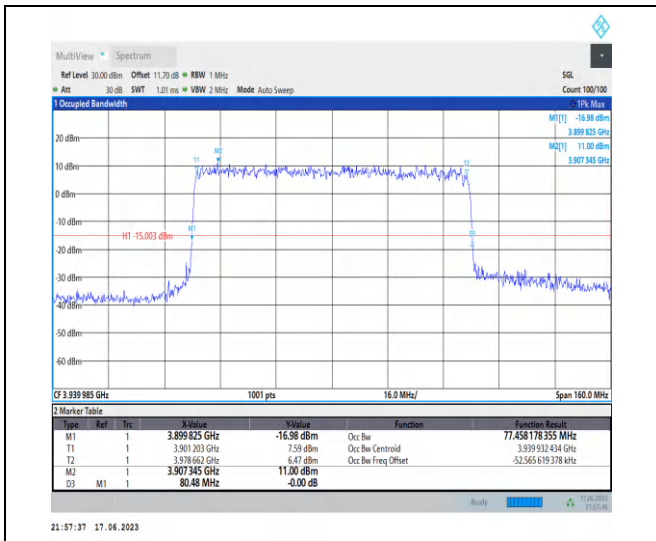 MultiView Spectrum
Ref Level 30.00 dBm Offset 11.70 dB RBW 1 MHz SGL
Att 30 dB SWT 1.01 ms VBW 2 MHz Mode Auto Sweep Count 100/100
1 Occupied Bandwidth 1Pk Max
M1[1] -16.98 dBm
3.899 825 GHz
M2[1] 11.00 dBm
3.907 345 GHz
20 dBm
M2
T1
T2
10 dBm
0 dBm
-10 dBm
M1
H1 -15.003 dBm
D3
-20 dBm
-30 dBm
-40 dBm
-50 dBm
-60 dBm
CF 3.939 985 GHz 1001 pts 16.0 MHz/ Span 160.0 MHz
2 Marker Table
Type Ref Trc X-Value Y-Value Function Function Result
M1 1 3.899 825 GHz -16.98 dBm Occ Bw 77.458 178 355 MHz
T1 1 3.901 203 GHz 7.59 dBm Occ Bw Centroid 3.939 932 434 GHz
T2 1 3.978 662 GHz 6.47 dBm Occ Bw Freq Offset -52.565 619 378 kHz
M2 1 3.907 345 GHz 11.00 dBm
D3 M1 1 80.48 MHz -0.00 dB
Ready 17.06.2023
21:57:37 17.06.2023